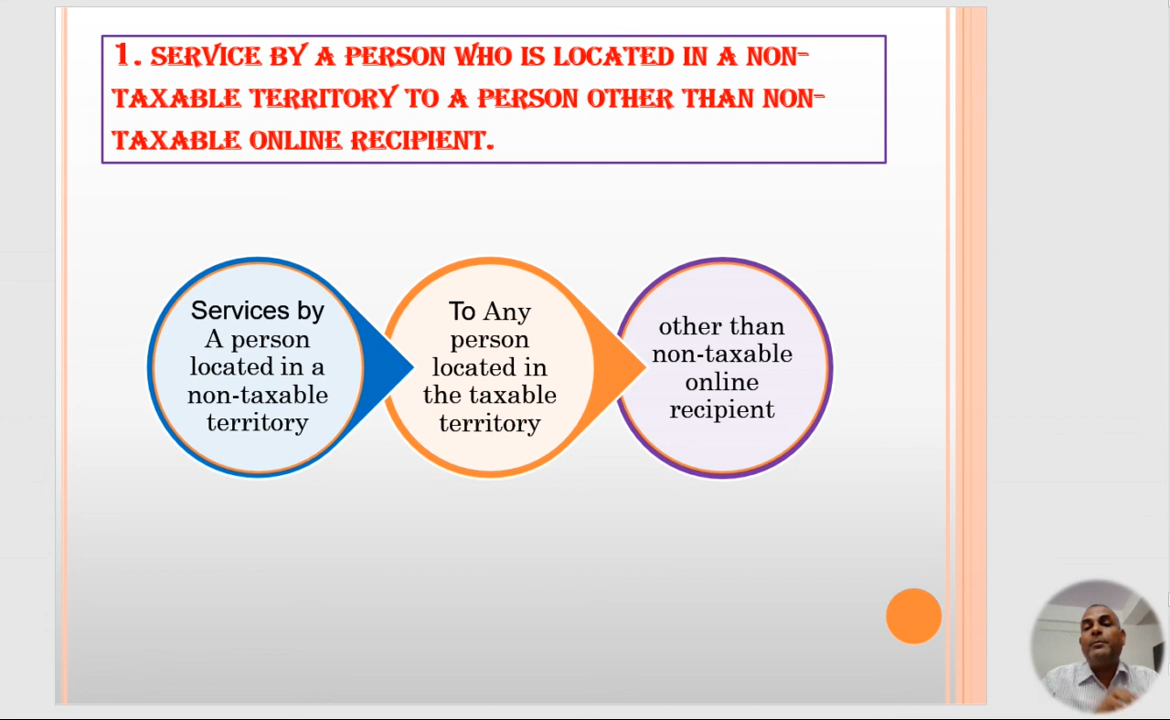 1. SERVICE BY A PERSON WHO IS LOCATED IN A NON-
TAXABLE TERRITORY TO A PERSON OTHER THAN NON-
TAXABLE ONLINE RECIPIENT.
Services by
A person
located in a
non-taxable
territory
To Any
person
located in
the taxable
territory
other than
non-taxable
online
recipient